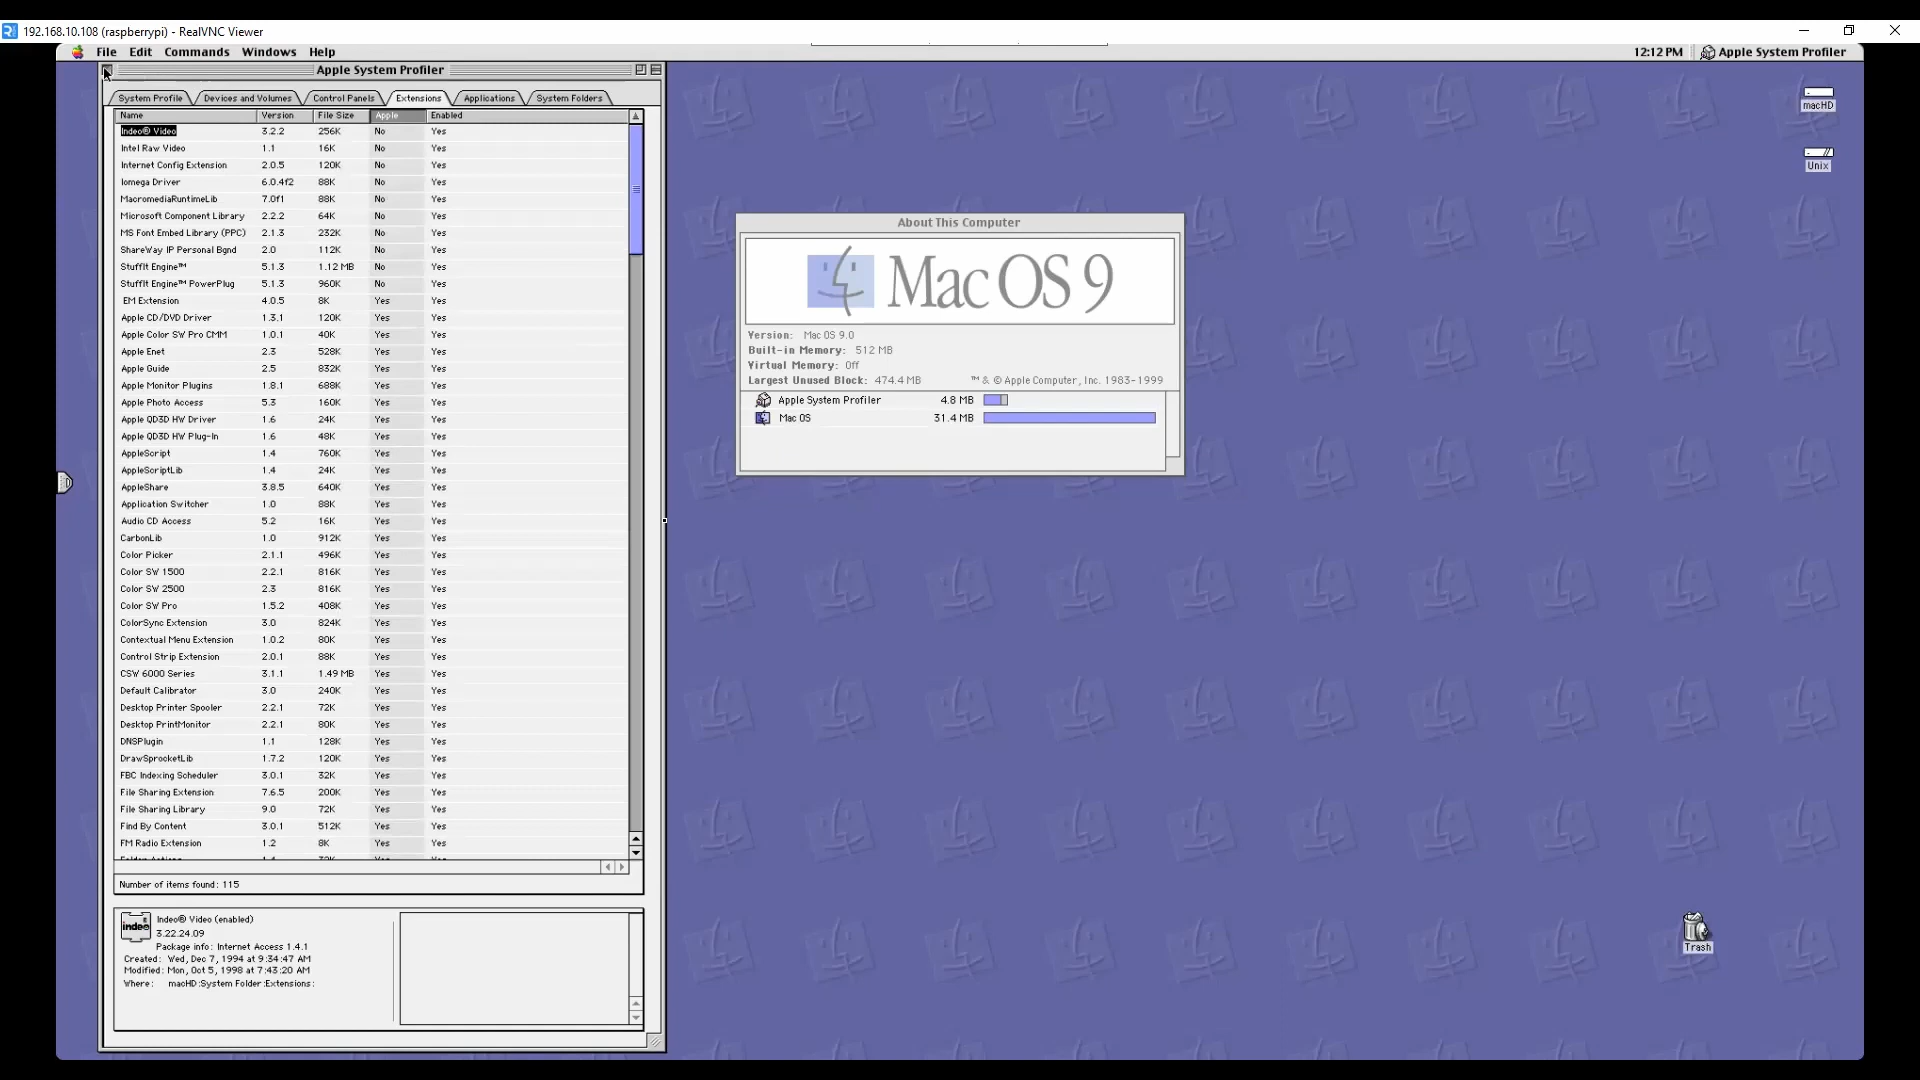 192.168.10.108 (raspberrypi) - RealVNC Viewer
File Edit Commands Windows Help
12:12 PM Apple System Profiler
Apple System Profiler
System Profile Devices and Volumes Control Panels Extensions Applications System Folders
Name Version File Size Apple Enabled
Indeo® Video 3.2.2 256K No Yes
Intel Raw Video 1.1 16K No Yes
Internet Config Extension 2.0.5 120K No Yes
Iomega Driver 6.0.4f2 88K No Yes
MacromediaRuntimeLib 7.0f1 88K No Yes
Microsoft Component Library 2.2.2 64K No Yes
MS Font Embed Library (PPC) 2.1.3 232K No Yes
ShareWay IP Personal Bgnd 2.0 112K No Yes
StuffIt Engine™ 5.1.3 1.12 MB No Yes
StuffIt Engine™ PowerPlug 5.1.3 960K No Yes
EM Extension 4.0.5 8K Yes Yes
Apple CD/DVD Driver 1.3.1 120K Yes Yes
Apple Color SW Pro CMM 1.0.1 40K Yes Yes
Apple Enet 2.3 528K Yes Yes
Apple Guide 2.5 832K Yes Yes
Apple Monitor Plugins 1.8.1 688K Yes Yes
Apple Photo Access 5.3 160K Yes Yes
Apple QD3D HW Driver 1.6 24K Yes Yes
Apple QD3D HW Plug-In 1.6 48K Yes Yes
AppleScript 1.4 760K Yes Yes
AppleScriptLib 1.4 24K Yes Yes
AppleShare 3.8.5 640K Yes Yes
Application Switcher 1.0 88K Yes Yes
Audio CD Access 5.2 16K Yes Yes
CarbonLib 1.0 912K Yes Yes
Color Picker 2.1.1 496K Yes Yes
Color SW 1500 2.2.1 816K Yes Yes
Color SW 2500 2.3 816K Yes Yes
Color SW Pro 1.5.2 408K Yes Yes
ColorSync Extension 3.0 824K Yes Yes
Contextual Menu Extension 1.0.2 80K Yes Yes
Control Strip Extension 2.0.1 88K Yes Yes
CSW 6000 Series 3.1.1 1.49 MB Yes Yes
Default Calibrator 3.0 240K Yes Yes
Desktop Printer Spooler 2.2.1 72K Yes Yes
Desktop PrintMonitor 2.2.1 80K Yes Yes
DNSPlugin 1.1 128K Yes Yes
DrawSprocketLib 1.7.2 120K Yes Yes
FBC Indexing Scheduler 3.0.1 32K Yes Yes
File Sharing Extension 7.6.5 200K Yes Yes
File Sharing Library 9.0 72K Yes Yes
Find By Content 3.0.1 512K Yes Yes
FM Radio Extension 1.2 8K Yes Yes
Number of items found: 115
indeo
Indeo® Video (enabled)
3.22.24.09
Package info: Internet Access 1.4.1
Created: Wed, Dec 7, 1994 at 9:34:47 AM
Modified: Mon, Oct 5, 1998 at 7:43:20 AM
Where: macHD:System Folder:Extensions:
About This Computer
Mac OS 9
Version: Mac OS 9.0
Built-in Memory: 512 MB
Virtual Memory: Off
Largest Unused Block: 474.4 MB ™ & © Apple Computer, Inc. 1983-1999
Apple System Profiler 4.8 MB
Mac OS 31.4 MB
macHD
Unix
Trash